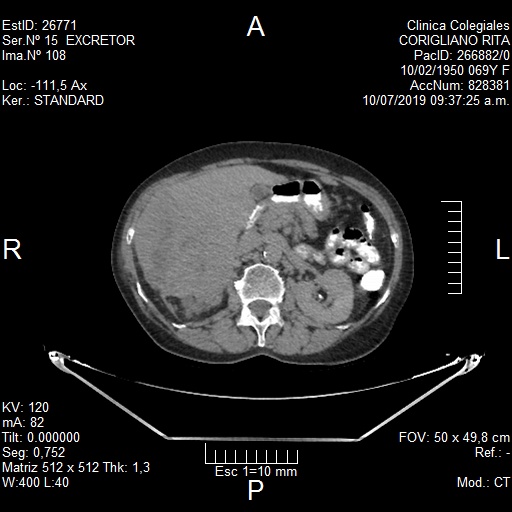 EstID: 26771
Ser.Nº 15 EXCRETOR
Ima.Nº 108
Loc: -111,5 Ax
Ker.: STANDARD
A
Clinica Colegiales
CORIGLIANO RITA
PacID: 266882/0
10/02/1950 069Y F
AccNum: 828381
10/07/2019 09:37:25 a.m.
R
L
KV: 120
mA: 82
Tilt: 0.000000
Seg: 0,752
Matriz 512 x 512 Thk: 1,3
W:400 L:40
Esc 1=10 mm
P
FOV: 50 x 49,8 cm
Ref.: -
Mod.: CT